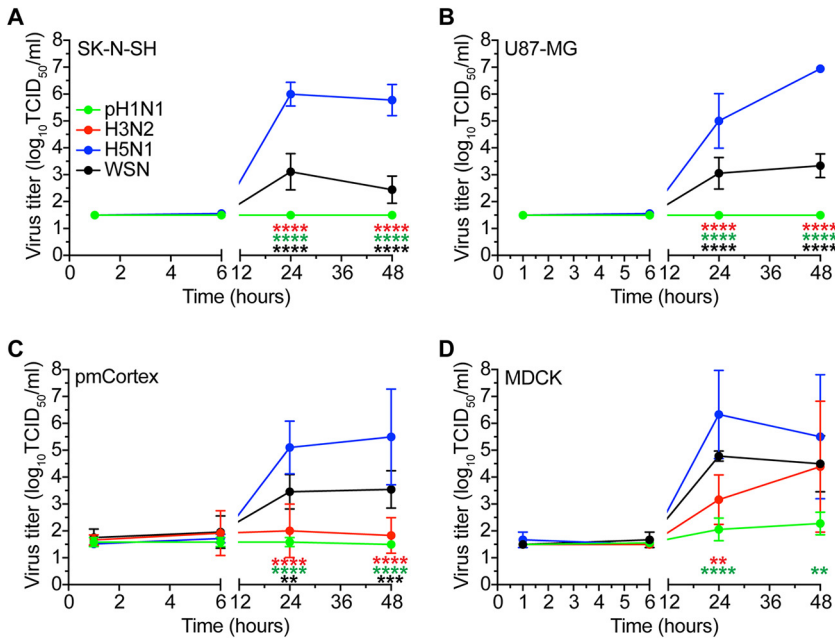 A
SK-N-SH
Virus titer (log10TCID50/ml)
8
7
6
5
4
3
2
1
0
pH1N1
H3N2
H5N1
WSN
**** ****
**** ****
**** ****
0 2 4 6 12 24 36 48
Time (hours)
B
U87-MG
Virus titer (log10TCID50/ml)
8
7
6
5
4
3
2
1
0
**** ****
**** ****
**** ****
0 1 2 3 4 5 6 12 24 36 48
Time (hours)
C
pmCortex
Virus titer (log10TCID50/ml)
8
7
6
5
4
3
2
1
0
**** ****
**** ****
** ***
0 1 2 3 4 5 6 12 24 36 48
Time (hours)
D
MDCK
Virus titer (log10TCID50/ml)
8
7
6
5
4
3
2
1
0
**
**** **
0 1 2 3 4 5 6 12 24 36 48
Time (hours)